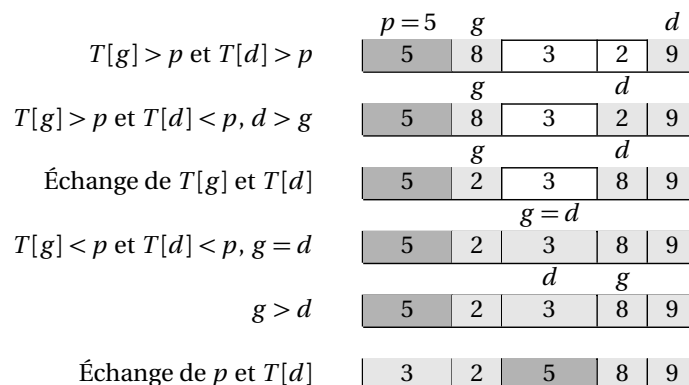 p = 5 g d
T[g] > p et T[d] > p 5 8 3 2 9
g d
T[g] > p et T[d] < p, d > g 5 8 3 2 9
g d
Échange de T[g] et T[d] 5 2 3 8 9
g = d
T[g] < p et T[d] < p, g = d 5 2 3 8 9
d g
g > d 5 2 3 8 9
Échange de p et T[d] 3 2 5 8 9